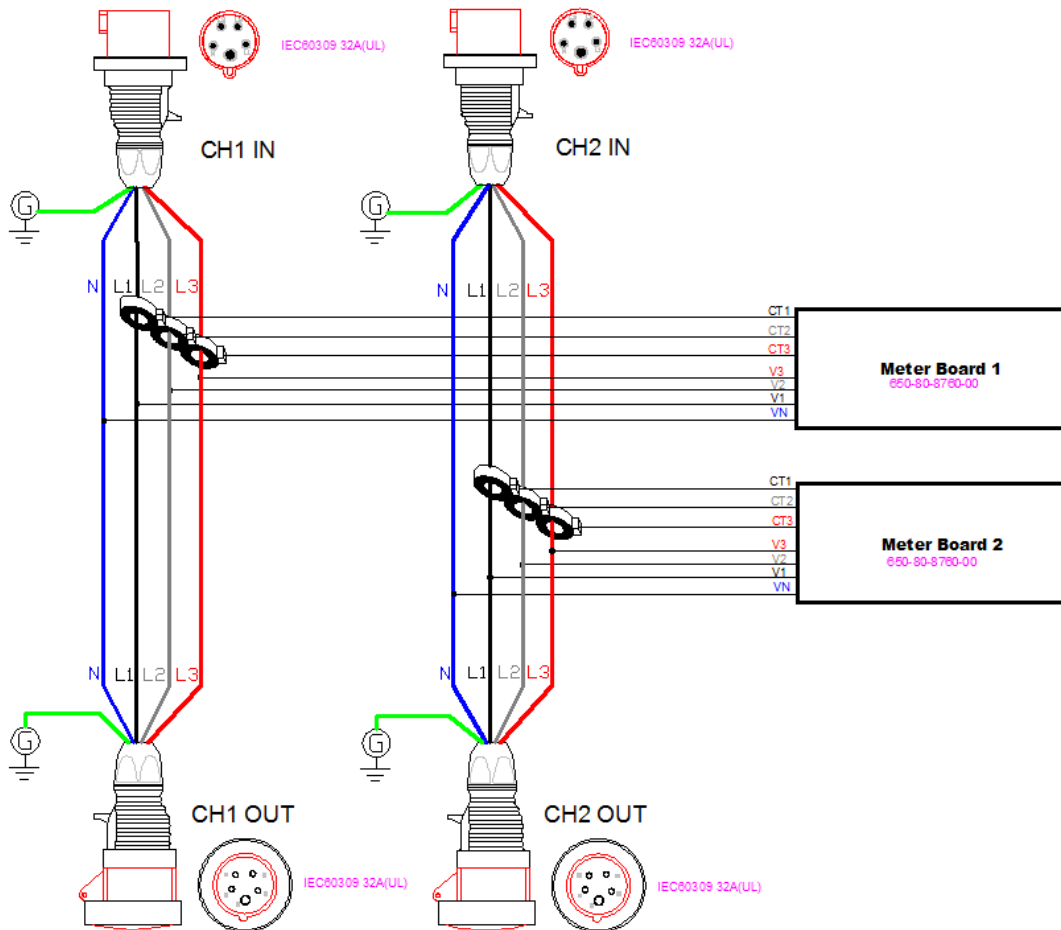 IEC60309 32A(UL)
IEC60309 32A(UL)
CH1 IN
CH2 IN
G
G
N L1 L2 L3
N L1 L2 L3
CT1
CT2
CT3
V3
V2
V1
VN
Meter Board 1
650-80-8760-00
CT1
CT2
CT3
V3
V2
V1
VN
Meter Board 2
650-80-8760-00
N L1 L2 L3
N L1 L2 L3
G
G
CH1 OUT
CH2 OUT
IEC60309 32A(UL)
IEC60309 32A(UL)